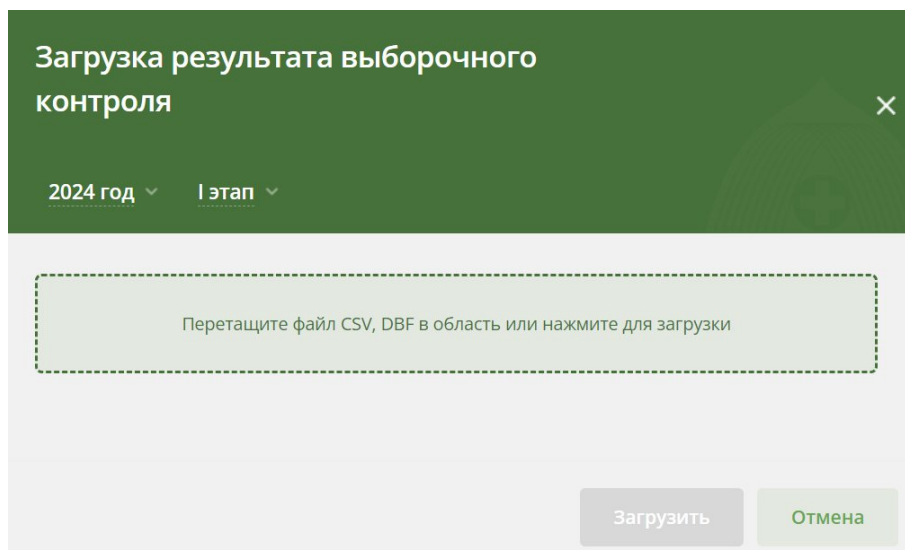 Загрузка результата выборочного
контроля
2024 год I этап
Перетащите файл CSV, DBF в область или нажмите для загрузки
Загрузить Отмена